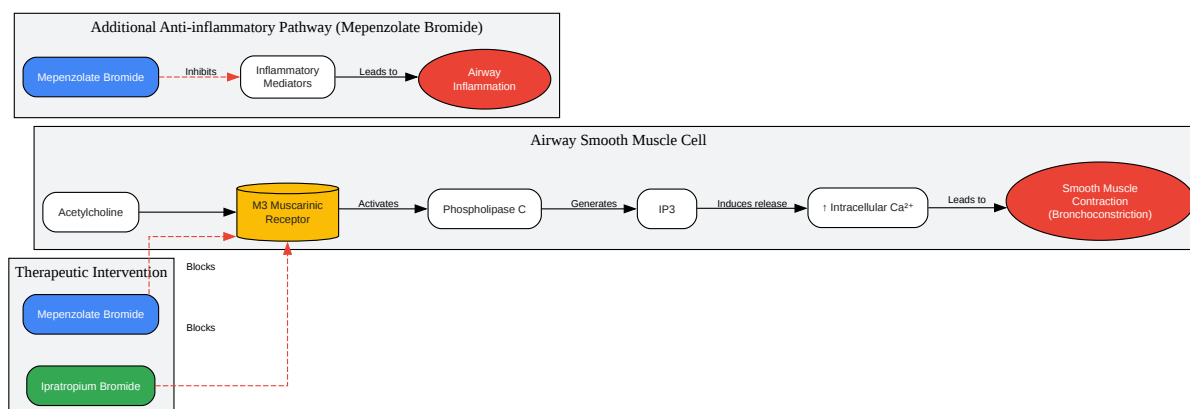 Additional Anti-inflammatory Pathway (Mepenzolate Bromide)
Mepenzolate Bromide
Inhibits
Inflammatory
Mediators
Leads to
Airway
Inflammation
Airway Smooth Muscle Cell
Acetylcholine
M3 Muscarinic
Receptor
Activates
Phospholipase C
Generates
IP3
Induces release
↑ Intracellular Ca²⁺
Leads to
Smooth Muscle
Contraction
(Bronchoconstriction)
Therapeutic Intervention
Blocks
Mepenzolate Bromide
Blocks
Ipratropium Bromide